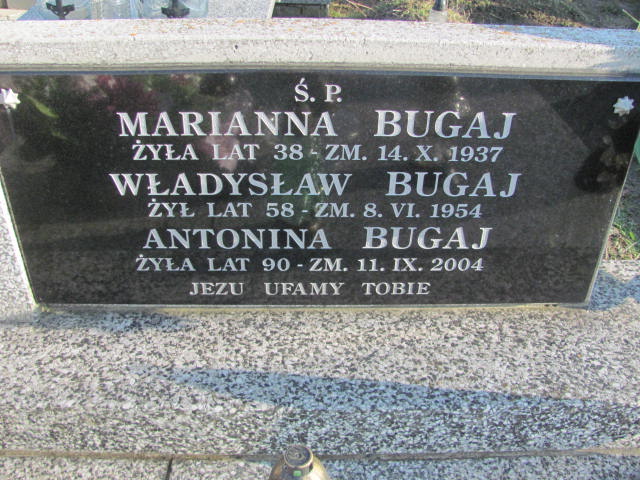 Ś. P.
MARIANNA BUGAJ
ŻYŁA LAT 38 - ZM. 14. X. 1937
WŁADYSŁAW BUGAJ
ŻYŁ LAT 58 - ZM. 8. VI. 1954
ANTONINA BUGAJ
ŻYŁA LAT 90 - ZM. 11. IX. 2004
JEZU UFAMY TOBIE